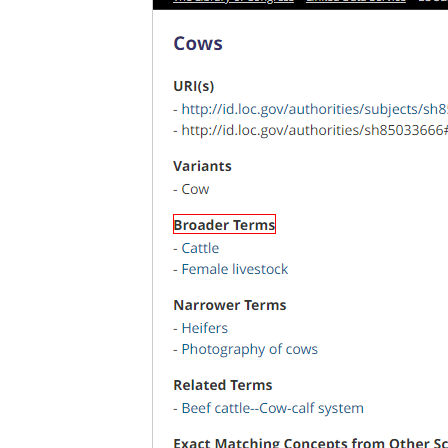 Cows
URI(s)
- http://id.loc.gov/authorities/subjects/sh8
- http://id.loc.gov/authorities/sh85033666#
Variants
- Cow
Broader Terms
- Cattle
- Female livestock
Narrower Terms
- Heifers
- Photography of cows
Related Terms
- Beef cattle--Cow-calf system
Exact Matching Concepts from Other Sc